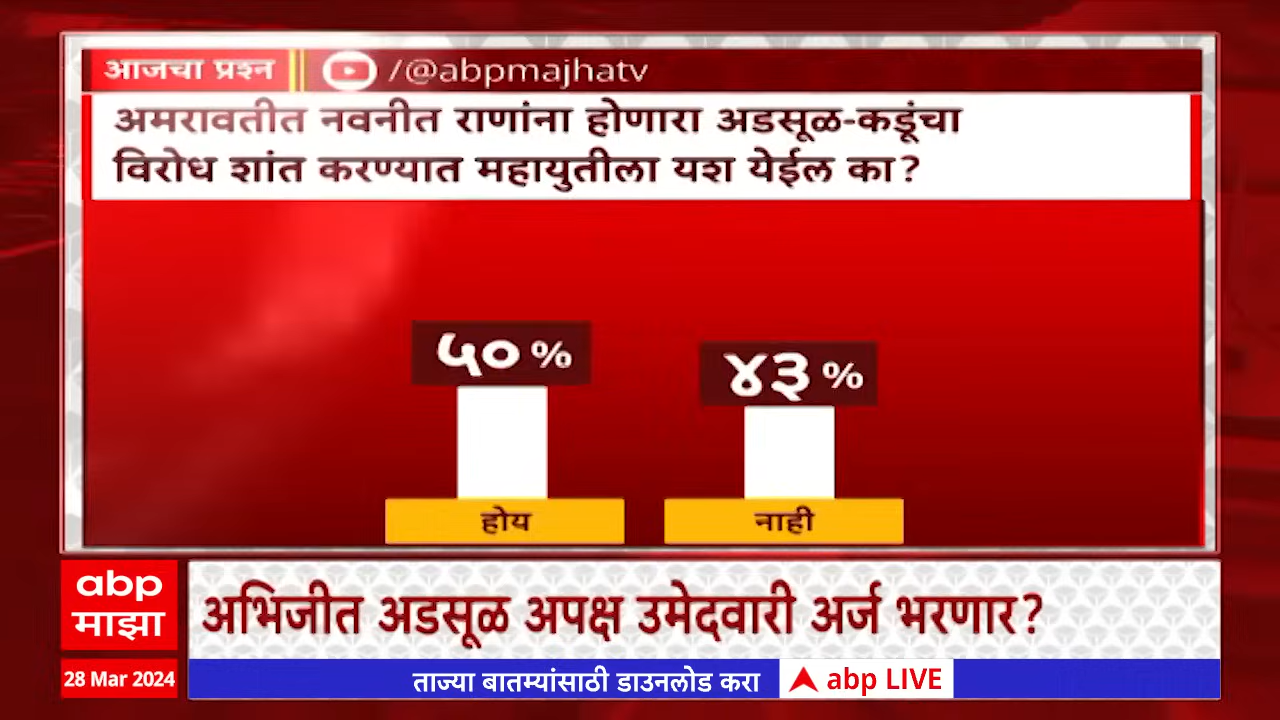 आजचा प्रश्न /@abpmajhatv
अमरावतीत नवनीत राणांना होणारा अडसूळ-कडूंचा
विरोध शांत करण्यात महायुतीला यश येईल का?
५० %
४३ %
होय
नाही
abp
माझा
अभिजीत अडसूळ अपक्ष उमेदवारी अर्ज भरणार?
28 Mar 2024
ताज्या बातम्यांसाठी डाउनलोड करा abp LIVE